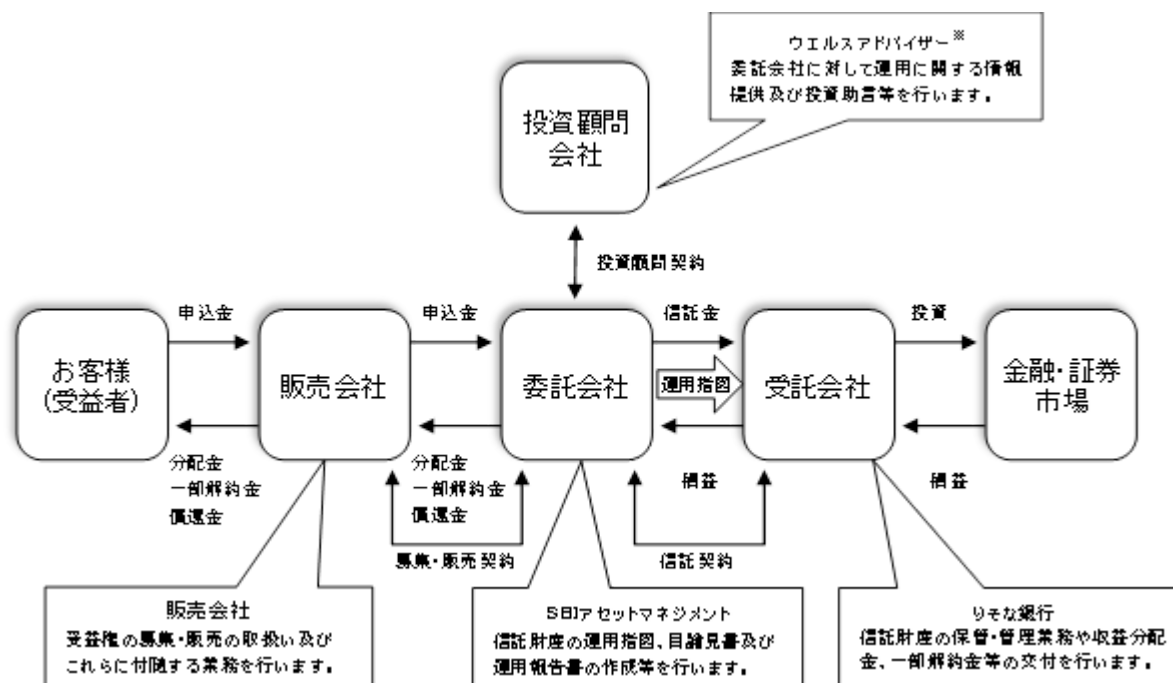 ウエルスアドバイザー※
委託会社に対して運用に関する情報
提供及び投資助言等を行います。
投資顧問
会社
投資顧問契約
申込金
申込金
信託金
投資
お客様
(受益者)
販売会社
委託会社
運用指図
受託会社
金融・証券
市場
分配金
一部解約金
償還金
分配金
一部解約金
償還金
損益
損益
募集・販売契約
信託契約
販売会社
受益権の募集・販売の取扱い及び
これらに付随する業務を行います。
SBIアセットマネジメント
信託財産の運用指図、目論見書及び
運用報告書の作成等を行います。
りそな銀行
信託財産の保管・管理業務や収益分配
金、一部解約金等の交付を行います。